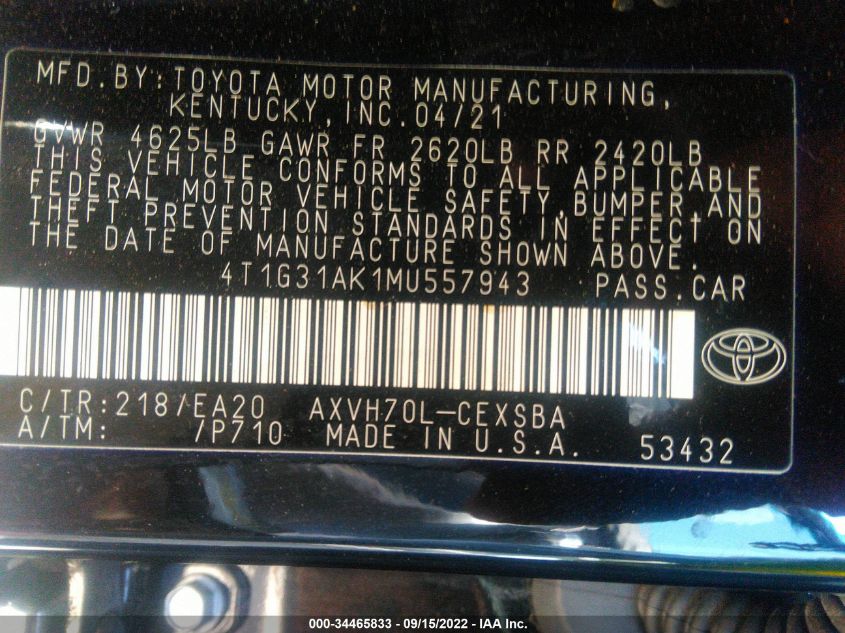 MFD.BY:TOYOTA MOTOR MANUFACTURING,
KENTUCKY,INC.04/21
GVWR 4625LB GAWR FR 2620LB RR 2420LB
THIS VEHICLE CONFORMS TO ALL APPLICABLE
FEDERAL MOTOR VEHICLE SAFETY,BUMPER,AND
THEFT PREVENTION STANDARDS IN EFFECT ON
THE DATE OF MANUFACTURE SHOWN ABOVE.
4T1G31AK1MU557943 PASS.CAR
C/TR:218/EA20 AXVH70L-CEXSBA
A/TM: /P710 MADE IN U.S.A. 53432
000-34465833 - 09/15/2022 - IAA Inc.